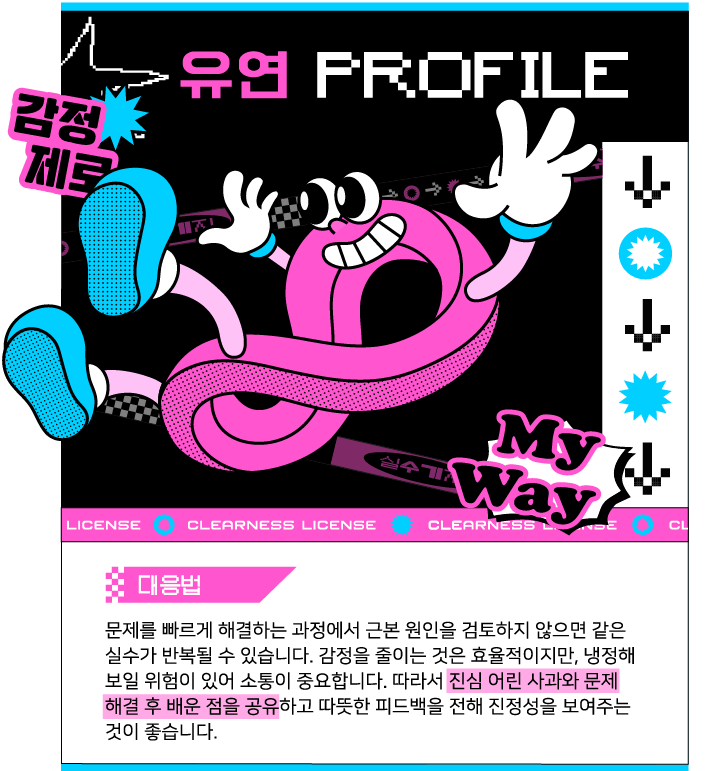 유연 PROFILE
감정
제로
실수
My
Way
LICENSE CLEARNESS LICENSE CLEARNESS
대응법
문제를 빠르게 해결하는 과정에서 근본 원인을 검토하지 않으면 같은
실수가 반복될 수 있습니다. 감정을 줄이는 것은 효율적이지만, 냉정해
보일 위험이 있어 소통이 중요합니다. 따라서 진심 어린 사과와 문제
해결 후 배운 점을 공유하고 따뜻한 피드백을 전해 진정성을 보여주는
것이 좋습니다.